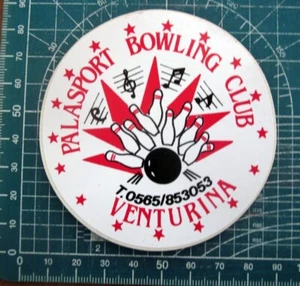 PALASPORT BOWLING CLUB
T.0565/853053
VENTURINA